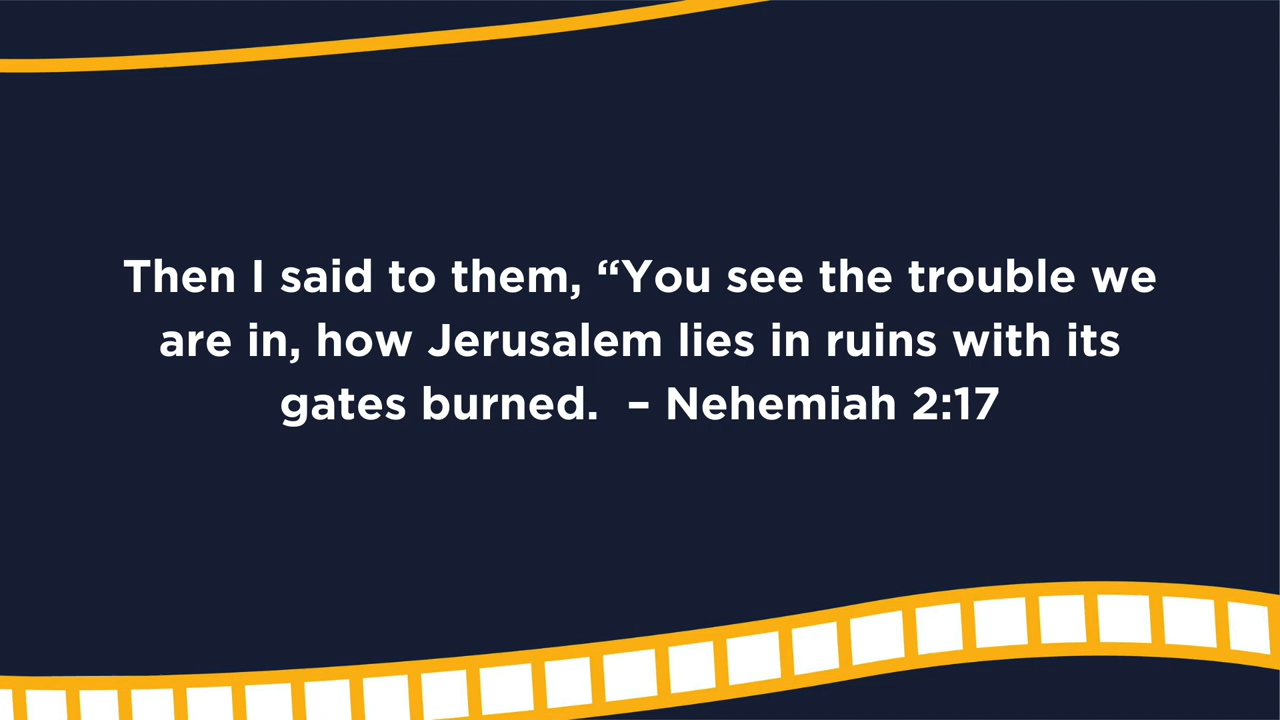 Then I said to them, “You see the trouble we
are in, how Jerusalem lies in ruins with its
gates burned.  – Nehemiah 2:17